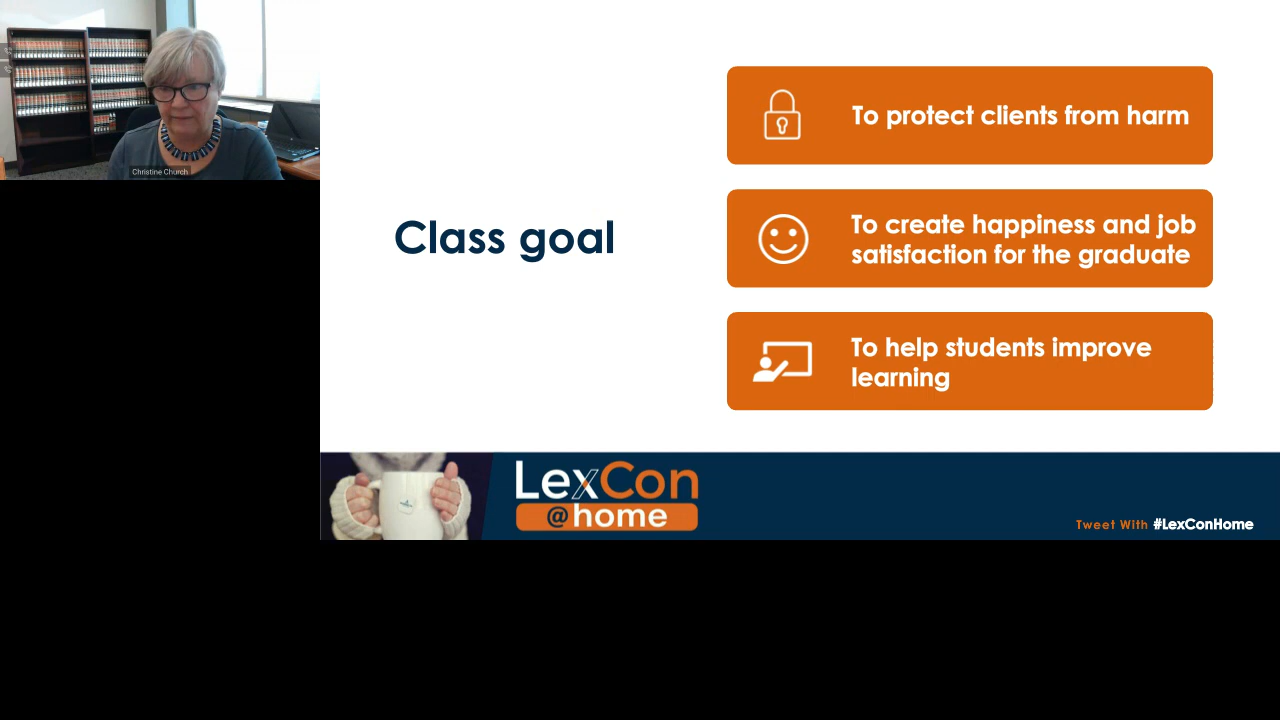 Christine Church
Class goal
To protect clients from harm
To create happiness and job
satisfaction for the graduate
To help students improve
learning
LexCon
@home
Tweet With #LexConHome